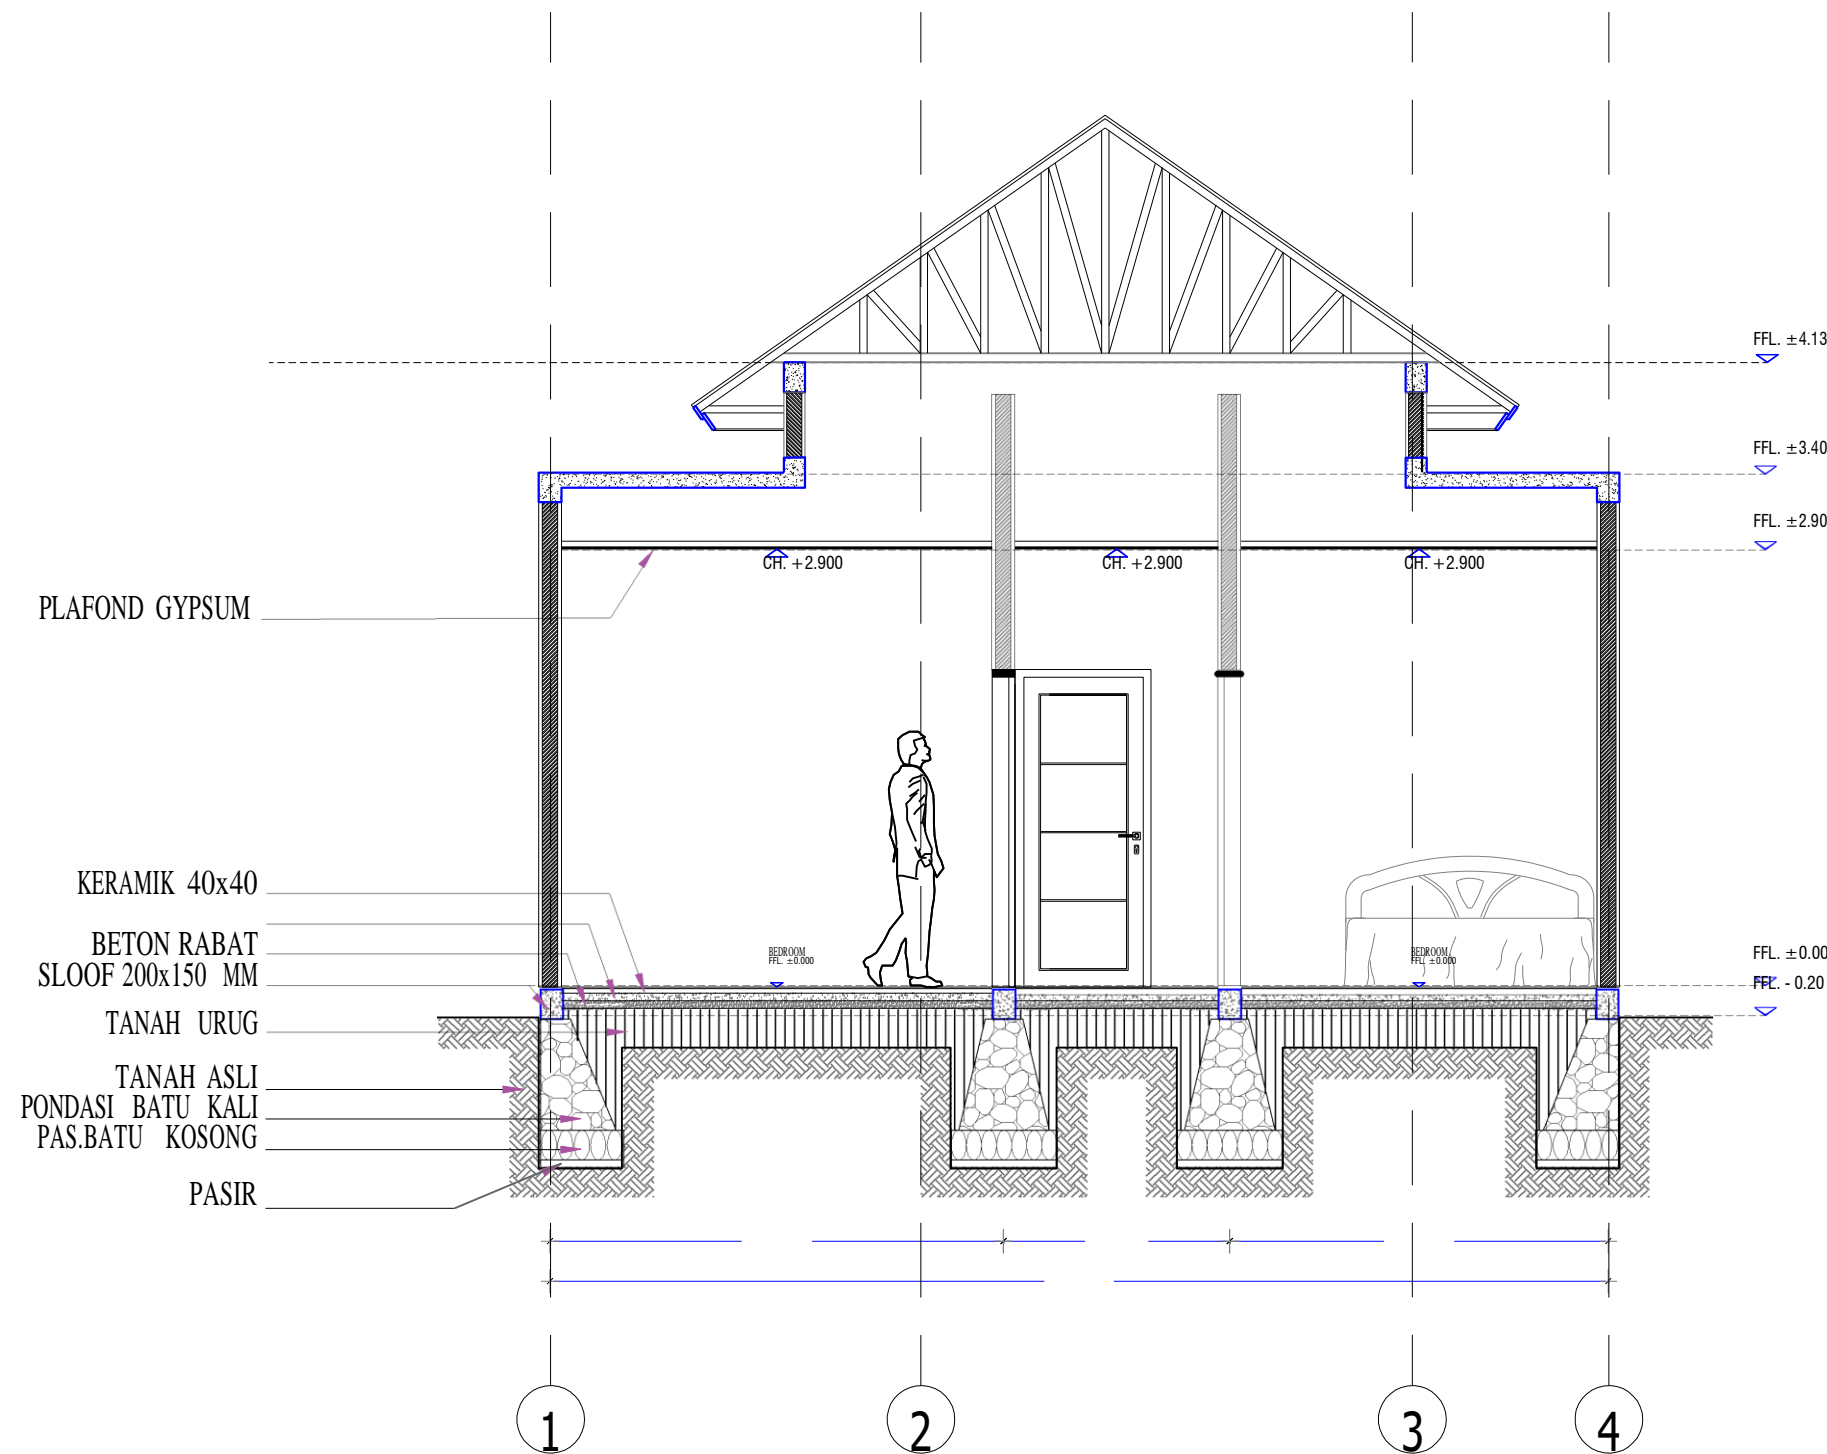 FFL. ±4.13
FFL. ±3.40
FFL. ±2.90
CH. +2.900
CH. +2.900
CH. +2.900
PLAFOND GYPSUM
KERAMIK 40x40
BETON RABAT
SLOOF 200x150 MM
TANAH URUG
TANAH ASLI
PONDASI BATU KALI
PAS.BATU KOSONG
PASIR
BEDROOM
FFL. ±0.000
BEDROOM
FFL. ±0.000
FFL. ±0.00
FFL. - 0.20
1
2
3
4